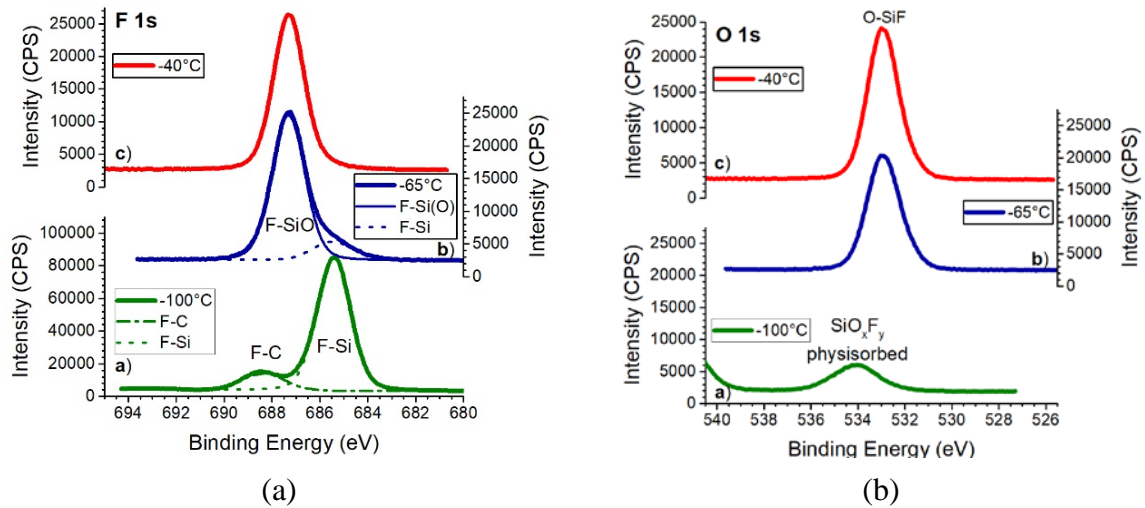 F 1s
Intensity (CPS)
25000
20000
15000
10000
5000
0
-40°C
c)
Intensity (CPS)
25000
20000
15000
10000
5000
0
-65°C
F-Si(O)
F-Si
F-SiO
b)
Intensity (CPS)
100000
80000
60000
40000
20000
0
-100°C
F-C
F-Si
F-C
F-Si
a)
694 692 690 688 686 684 682 680
Binding Energy (eV)
(a)
O-SiF
O 1s
Intensity (CPS)
25000
20000
15000
10000
5000
0
-40°C
c)
Intensity (CPS)
25000
20000
15000
10000
5000
0
-65°C
b)
Intensity (CPS)
25000
20000
15000
10000
5000
0
-100°C
SiOxFy
physisorbed
a)
540 538 536 534 532 530 528 526
Binding Energy (eV)
(b)